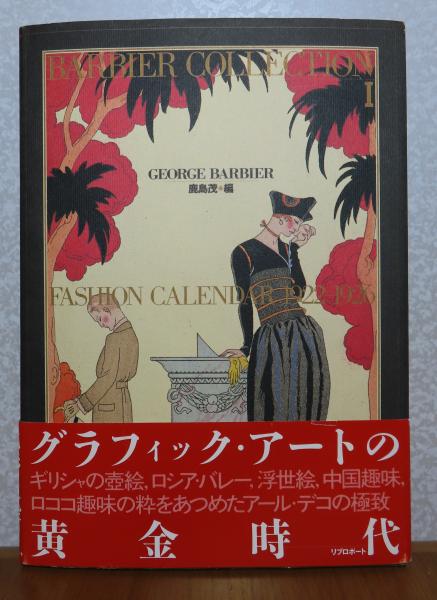 BARBIER COLLECTION
I
GEORGE BARBIER
鹿島茂●編
FASHION CALENDAR 1922-1926
グラフィック・アートの
ギリシャの壺絵，ロシア・バレー，浮世絵，中国趣味，
ロココ趣味の粋をあつめたアール・デコの極致
黄金時代
リブロポート